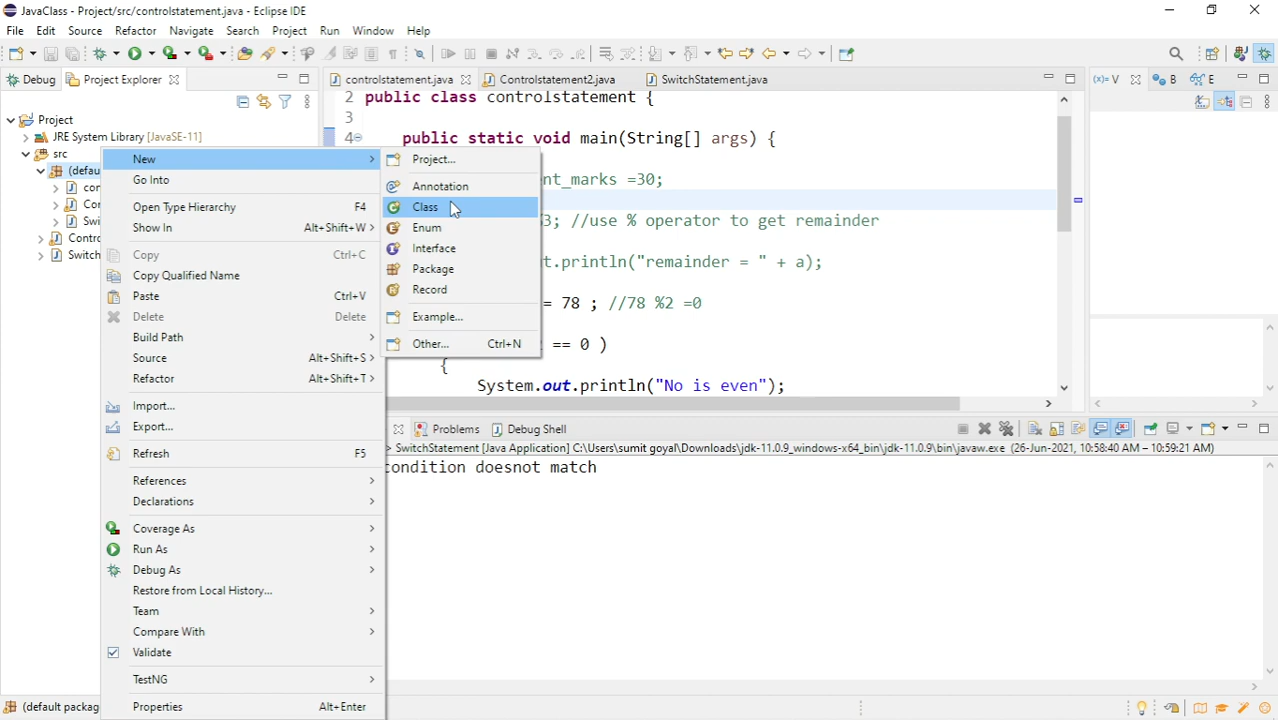 JavaClass - Project/src/controlstatement.java - Eclipse IDE
File Edit Source Refactor Navigate Search Project Run Window Help
Debug Project Explorer
controlstatement.java Controlstatement2.java SwitchStatement.java
(x)= V B E
Project
JRE System Library [JavaSE-11]
src
(defau
con
Cor
Swi
Contro
Switch
New
Go Into
Open Type Hierarchy F4
Show In Alt+Shift+W >
Copy Ctrl+C
Copy Qualified Name
Paste Ctrl+V
Delete Delete
Build Path
Source Alt+Shift+S >
Refactor Alt+Shift+T >
Import...
Export...
Refresh F5
References
Declarations
Coverage As
Run As
Debug As
Restore from Local History...
Team
Compare With
Validate
TestNG
Properties Alt+Enter
Project...
Annotation
Class
Enum
Interface
Package
Record
Example...
Other... Ctrl+N
2 public class controlstatement {
3
4 public static void main(String[] args) {
nt_marks =30;
3; //use % operator to get remainder
t.println("remainder = " + a);
= 78 ; //78 %2 =0
== 0 )
{
System.out.println("No is even");
Problems Debug Shell
> SwitchStatement [Java Application] C:\Users\sumit goyal\Downloads\jdk-11.0.9_windows-x64_bin\jdk-11.0.9\bin\javaw.exe (26-Jun-2021, 10:58:40 AM – 10:59:21 AM)
condition doesnot match
(default packag